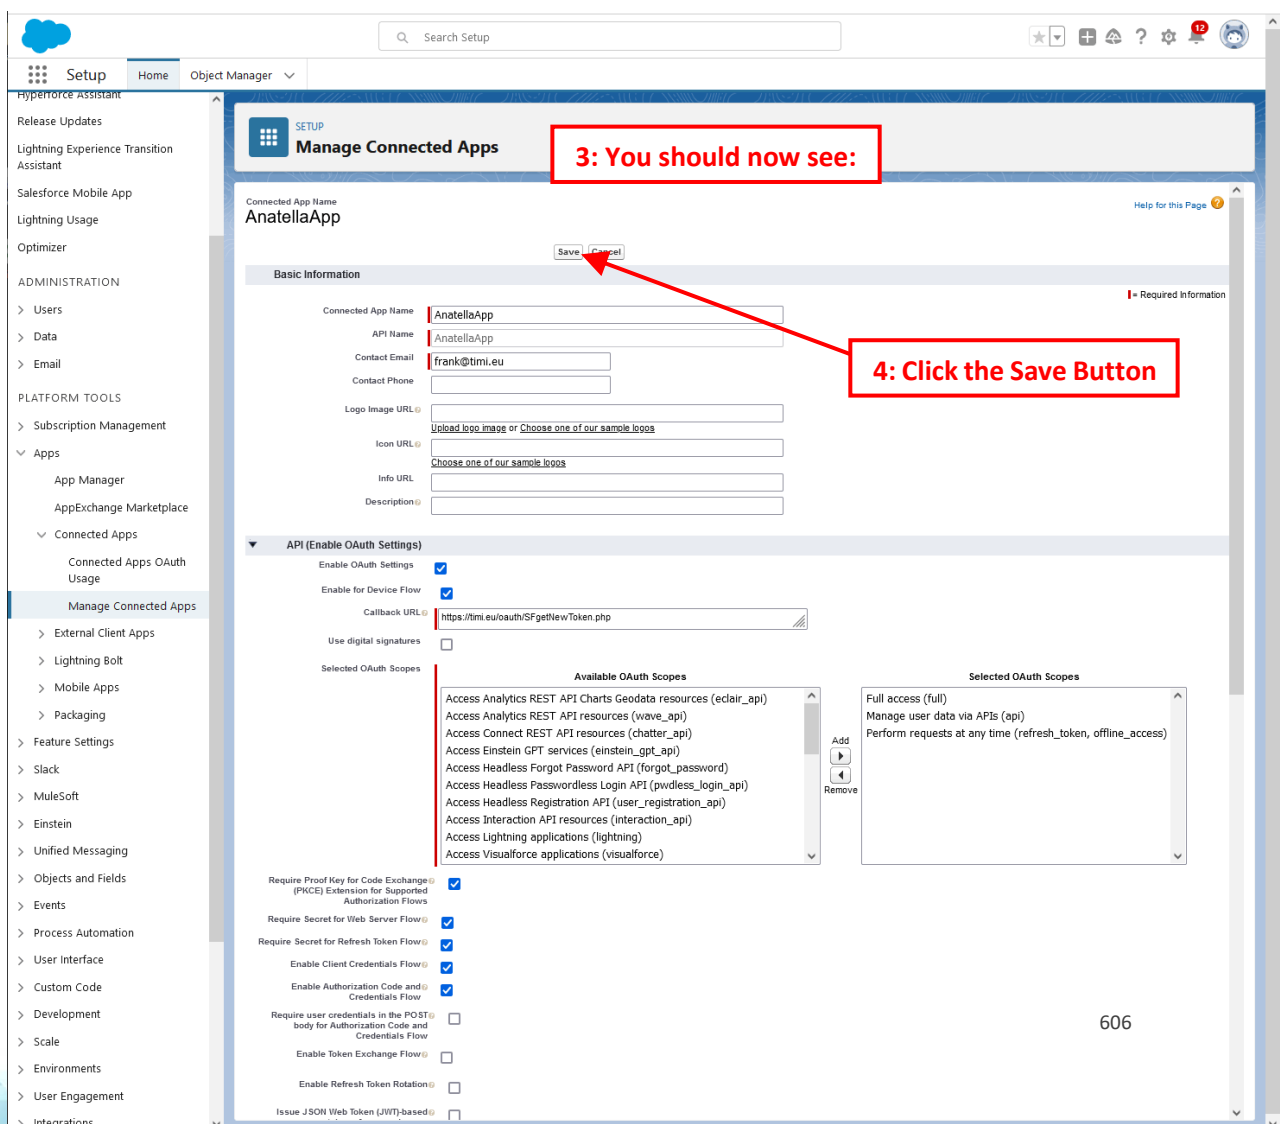 Search Setup
12
Setup
Home
Object Manager
Hyperforce Assistant
Release Updates
Lightning Experience Transition
Assistant
Salesforce Mobile App
Lightning Usage
Optimizer
ADMINISTRATION
Users
Data
Email
PLATFORM TOOLS
Subscription Management
Apps
App Manager
AppExchange Marketplace
Connected Apps
Connected Apps OAuth
Usage
Manage Connected Apps
External Client Apps
Lightning Bolt
Mobile Apps
Packaging
Feature Settings
Slack
MuleSoft
Einstein
Unified Messaging
Objects and Fields
Events
Process Automation
User Interface
Custom Code
Development
Scale
Environments
User Engagement
Integrations
SETUP
Manage Connected Apps
3: You should now see:
Connected App Name
AnatellaApp
Help for this Page
Save Cancel
Basic Information
= Required Information
Connected App Name AnatellaApp
API Name AnatellaApp
Contact Email frank@timi.eu
4: Click the Save Button
Contact Phone
Logo Image URL
Upload logo image or Choose one of our sample logos
Icon URL
Choose one of our sample logos
Info URL
Description
API (Enable OAuth Settings)
Enable OAuth Settings
Enable for Device Flow
Callback URL https://timi.eu/oauth/SFgetNewToken.php
Use digital signatures
Selected OAuth Scopes
Available OAuth Scopes
Access Analytics REST API Charts Geodata resources (eclair_api)
Access Analytics REST API resources (wave_api)
Access Connect REST API resources (chatter_api)
Access Einstein GPT services (einstein_gpt_api)
Access Headless Forgot Password API (forgot_password)
Access Headless Passwordless Login API (pwdless_login_api)
Access Headless Registration API (user_registration_api)
Access Interaction API resources (interaction_api)
Access Lightning applications (lightning)
Access Visualforce applications (visualforce)
Add
Remove
Selected OAuth Scopes
Full access (full)
Manage user data via APIs (api)
Perform requests at any time (refresh_token, offline_access)
Require Proof Key for Code Exchange
(PKCE) Extension for Supported
Authorization Flows
Require Secret for Web Server Flow
Require Secret for Refresh Token Flow
Enable Client Credentials Flow
Enable Authorization Code and
Credentials Flow
Require user credentials in the POST
body for Authorization Code and
Credentials Flow
606
Enable Token Exchange Flow
Enable Refresh Token Rotation
Issue JSON Web Token (JWT)-based